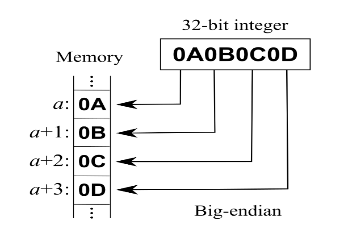 32-bit integer
0A0B0C0D
Memory
⋮
a: 0A
a+1: 0B
a+2: 0C
a+3: 0D
⋮
Big-endian